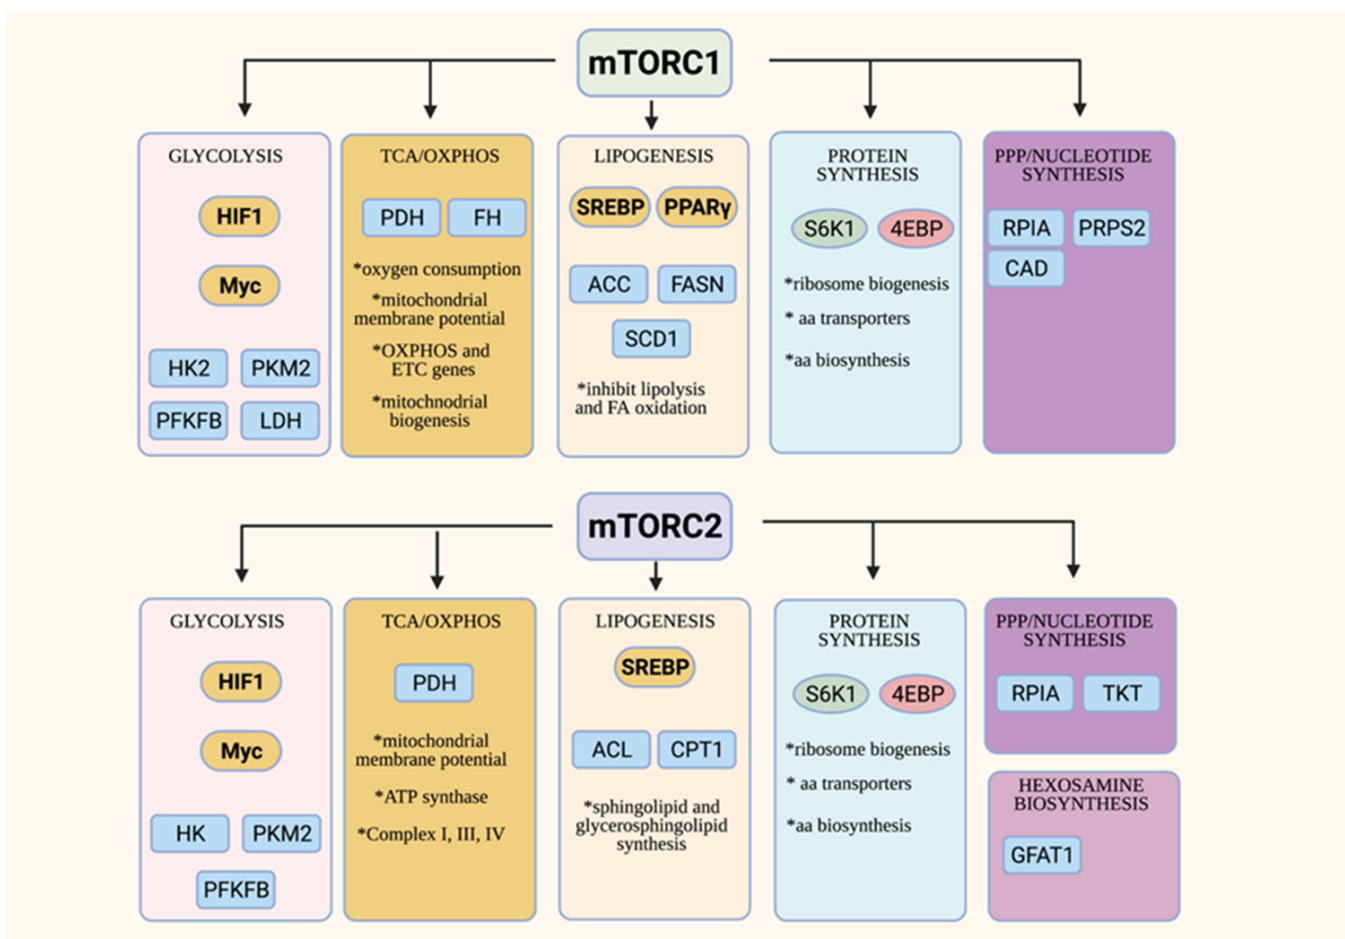 mTORC1
GLYCOLYSIS
HIF1
Myc
HK2
PKM2
PFKFB
LDH
TCA/OXPHOS
PDH
FH
*oxygen consumption
*mitochondrial
membrane potential
*OXPHOS and
ETC genes
*mitochnodrial
biogenesis
LIPOGENESIS
SREBP
PPARγ
ACC
FASN
SCD1
*inhibit lipolysis
and FA oxidation
PROTEIN
SYNTHESIS
S6K1
4EBP
*ribosome biogenesis
* aa transporters
*aa biosynthesis
PPP/NUCLEOTIDE
SYNTHESIS
RPIA
PRPS2
CAD
mTORC2
GLYCOLYSIS
HIF1
Myc
HK
PKM2
PFKFB
TCA/OXPHOS
PDH
*mitochondrial
membrane potential
*ATP synthase
*Complex I, III, IV
LIPOGENESIS
SREBP
ACL
CPT1
*sphingolipid and
glycerosphingolipid
synthesis
PROTEIN
SYNTHESIS
S6K1
4EBP
*ribosome biogenesis
* aa transporters
*aa biosynthesis
PPP/NUCLEOTIDE
SYNTHESIS
RPIA
TKT
HEXOSAMINE
BIOSYNTHESIS
GFAT1